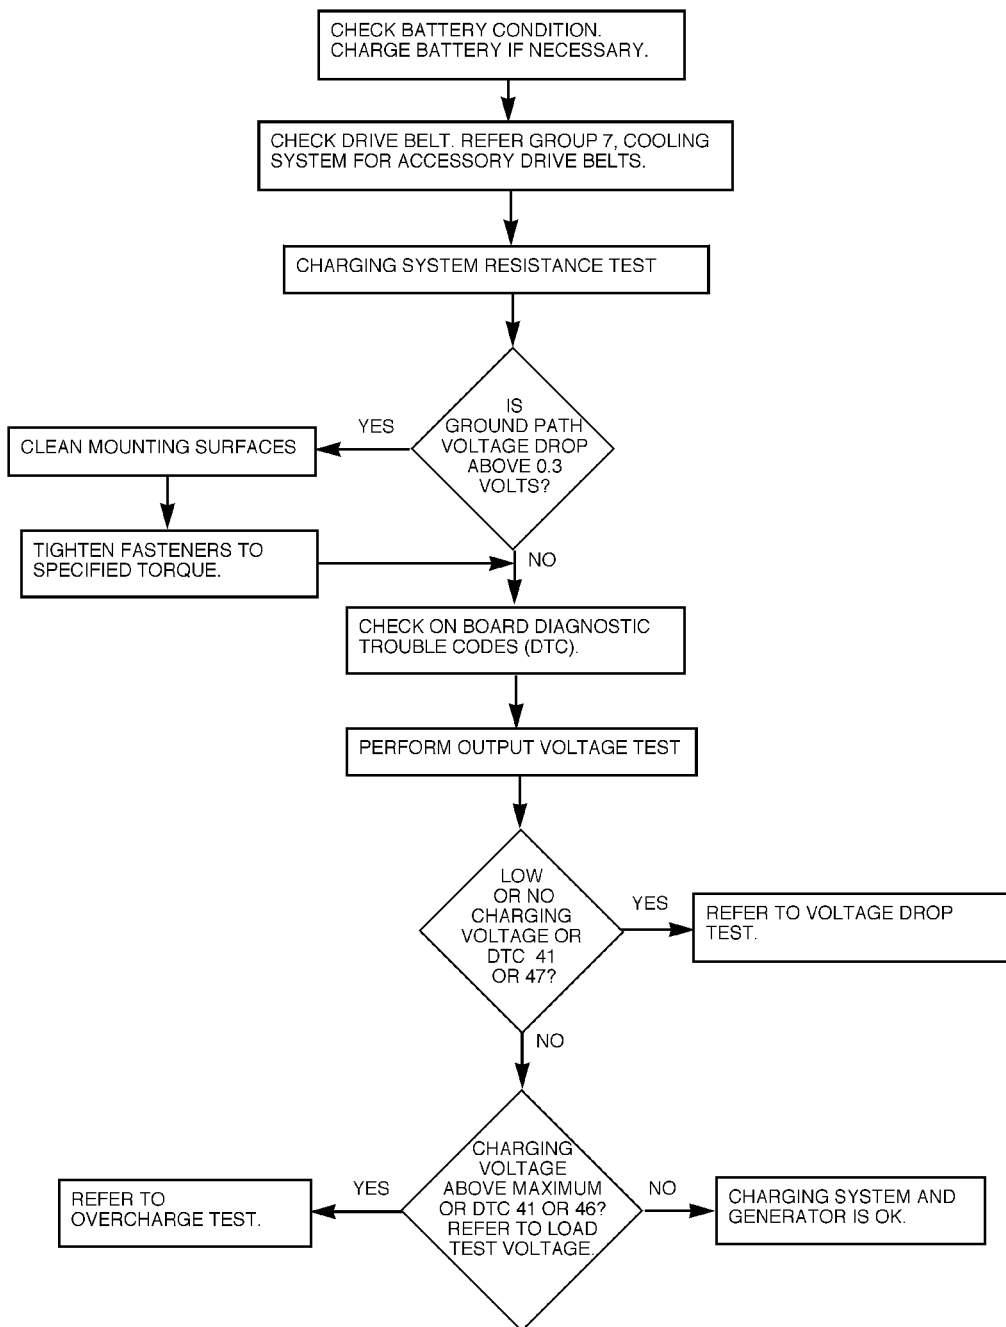 CHECK BATTERY CONDITION.
CHARGE BATTERY IF NECESSARY.
CHECK DRIVE BELT. REFER GROUP 7, COOLING
SYSTEM FOR ACCESSORY DRIVE BELTS.
CHARGING SYSTEM RESISTANCE TEST
IS
GROUND PATH
VOLTAGE DROP
ABOVE 0.3
VOLTS?
YES
CLEAN MOUNTING SURFACES
TIGHTEN FASTENERS TO
SPECIFIED TORQUE.
NO
CHECK ON BOARD DIAGNOSTIC
TROUBLE CODES (DTC).
PERFORM OUTPUT VOLTAGE TEST
LOW
OR NO
CHARGING
VOLTAGE OR
DTC 41
OR 47?
YES
REFER TO VOLTAGE DROP
TEST.
NO
CHARGING
VOLTAGE
ABOVE MAXIMUM
OR DTC 41 OR 46?
REFER TO LOAD
TEST VOLTAGE.
YES
REFER TO
OVERCHARGE TEST.
NO
CHARGING SYSTEM AND
GENERATOR IS OK.